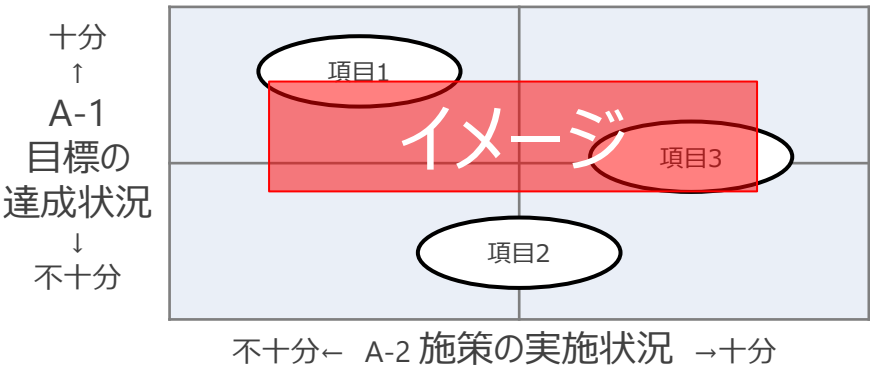 十分
↑
A-1
目標の
達成状況
↓
不十分
項目1
イメージ
項目3
項目2
不十分← A-2 施策の実施状況 →十分